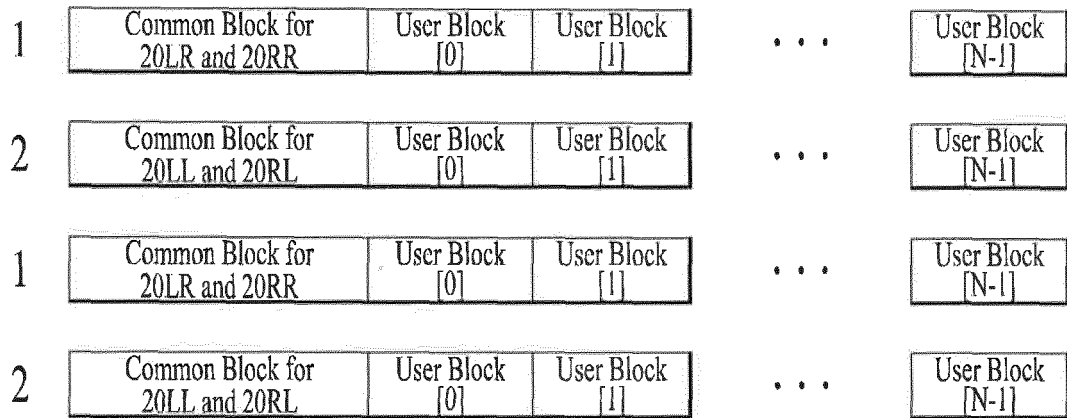 1 Common Block for User Block User Block User Block
20LR and 20RR [0] [1] • • • [N-1]
2 Common Block for User Block User Block User Block
20LL and 20RL [0] [1] • • • [N-1]
1 Common Block for User Block User Block User Block
20LR and 20RR [0] [1] • • • [N-1]
2 Common Block for User Block User Block User Block
20LL and 20RL [0] [1] • • • [N-1]